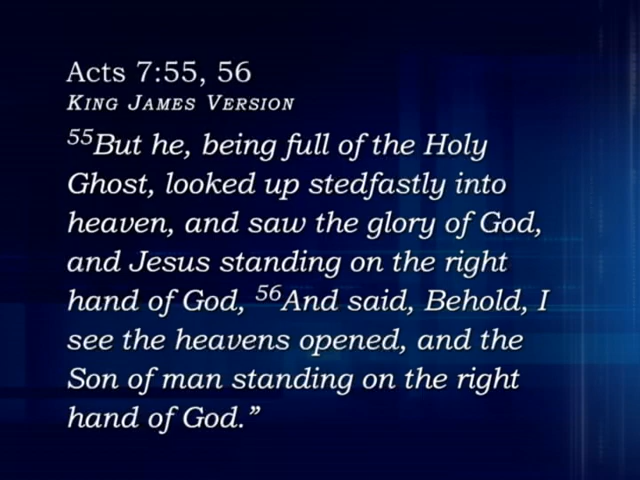 Acts 7:55, 56
King James Version
55But he, being full of the Holy
Ghost, looked up stedfastly into
heaven, and saw the glory of God,
and Jesus standing on the right
hand of God, 56And said, Behold, I
see the heavens opened, and the
Son of man standing on the right
hand of God.”